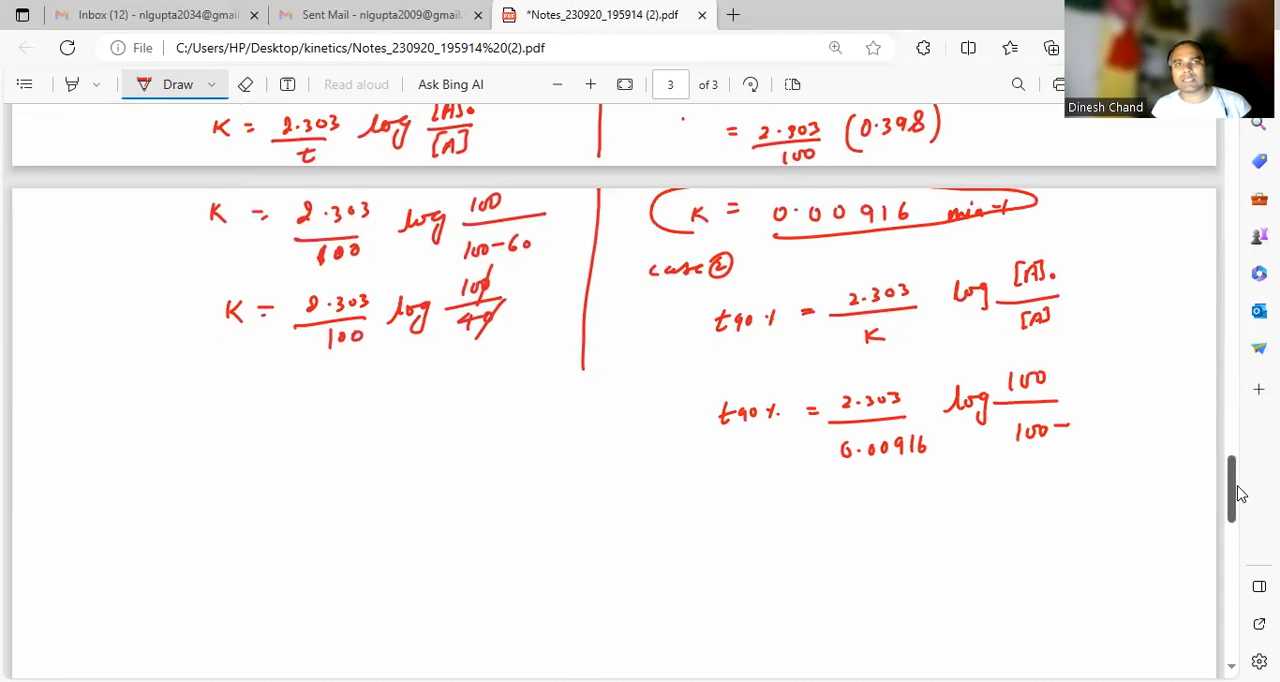 Inbox (12) - nlgupta2034@gmai
Sent Mail - nlgupta2009@gmail.
*Notes_230920_195914 (2).pdf
File
C:/Users/HP/Desktop/kinetics/Notes_230920_195914%20(2).pdf
Draw
Read aloud
Ask Bing AI
3 of 3
Dinesh Chand
K = 2.303/t log [A]₀/[A]
= 2.303/100 (0.398)
K = 2.303/100 log 100/100-60
K = 2.303/100 log 100/40
K = 0.00916 min-1
case ②
t90% = 2.303/K log [A]₀/[A]
t90% = 2.303/0.00916 log 100/100-